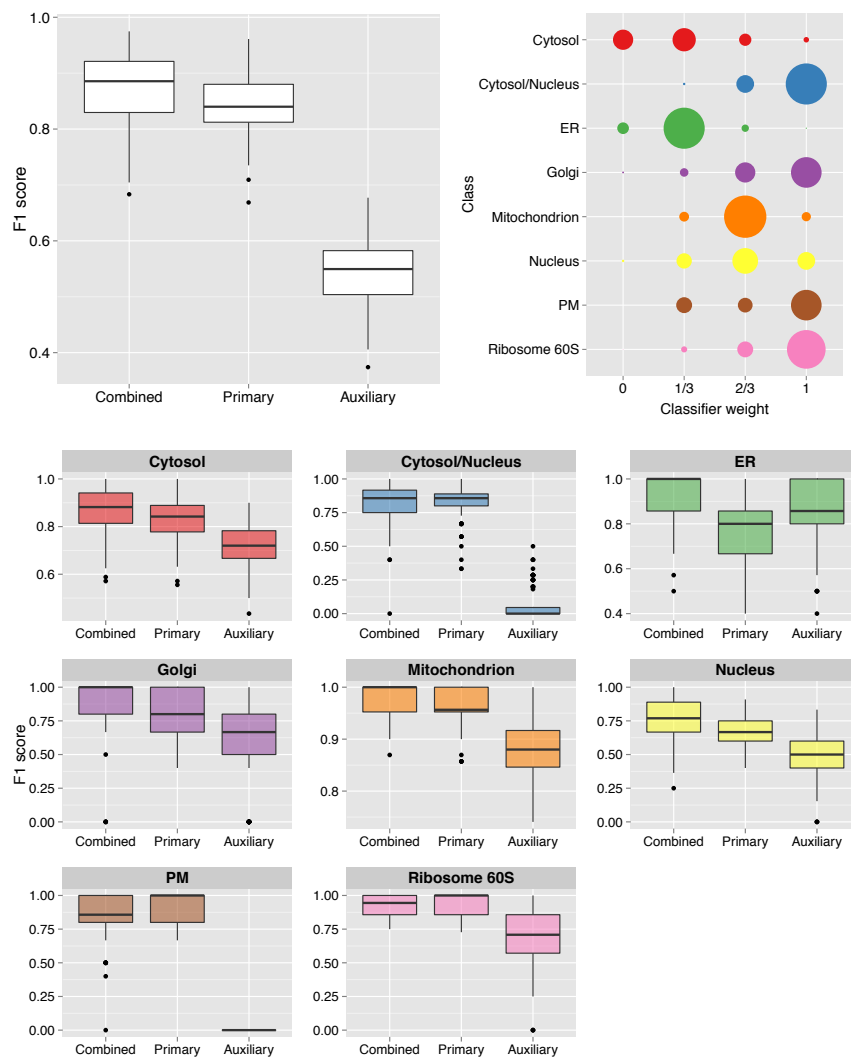 1.0
0.8
0.6
0.4
F1 score
Combined Primary Auxiliary
Class
Cytosol
Cytosol/Nucleus
ER
Golgi
Mitochondrion
Nucleus
PM
Ribosome 60S
0 1/3 2/3 1
Classifier weight
Cytosol
1.0
0.8
0.6
Combined Primary Auxiliary
Cytosol/Nucleus
1.00
0.75
0.50
0.25
0.00
Combined Primary Auxiliary
ER
1.0
0.8
0.6
0.4
Combined Primary Auxiliary
F1 score
Golgi
1.00
0.75
0.50
0.25
0.00
Combined Primary Auxiliary
Mitochondrion
1.0
0.9
0.8
Combined Primary Auxiliary
Nucleus
1.00
0.75
0.50
0.25
0.00
Combined Primary Auxiliary
PM
1.00
0.75
0.50
0.25
0.00
Combined Primary Auxiliary
Ribosome 60S
1.00
0.75
0.50
0.25
0.00
Combined Primary Auxiliary